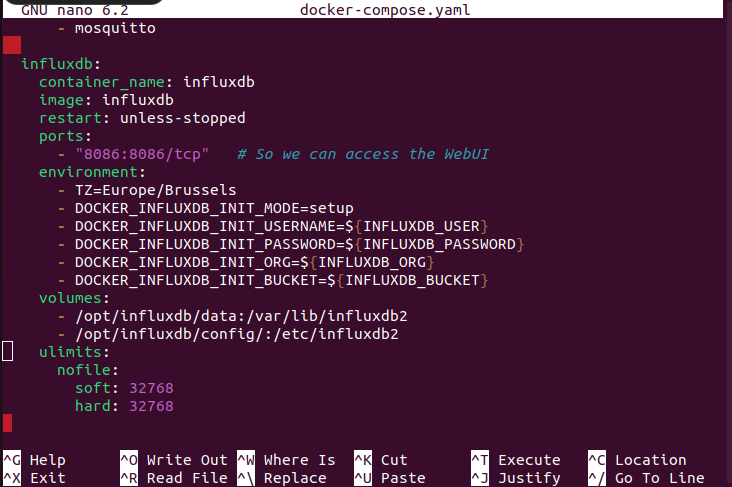 GNU nano 6.2 docker-compose.yaml
- mosquitto
influxdb:
container_name: influxdb
image: influxdb
restart: unless-stopped
ports:
- "8086:8086/tcp" # So we can access the WebUI
environment:
- TZ=Europe/Brussels
- DOCKER_INFLUXDB_INIT_MODE=setup
- DOCKER_INFLUXDB_INIT_USERNAME=${INFLUXDB_USER}
- DOCKER_INFLUXDB_INIT_PASSWORD=${INFLUXDB_PASSWORD}
- DOCKER_INFLUXDB_INIT_ORG=${INFLUXDB_ORG}
- DOCKER_INFLUXDB_INIT_BUCKET=${INFLUXDB_BUCKET}
volumes:
- /opt/influxdb/data:/var/lib/influxdb2
- /opt/influxdb/config/:/etc/influxdb2
ulimits:
nofile:
soft: 32768
hard: 32768
^G Help ^O Write Out ^W Where Is ^K Cut ^T Execute ^C Location
^X Exit ^R Read File ^\ Replace ^U Paste ^J Justify ^/ Go To Line